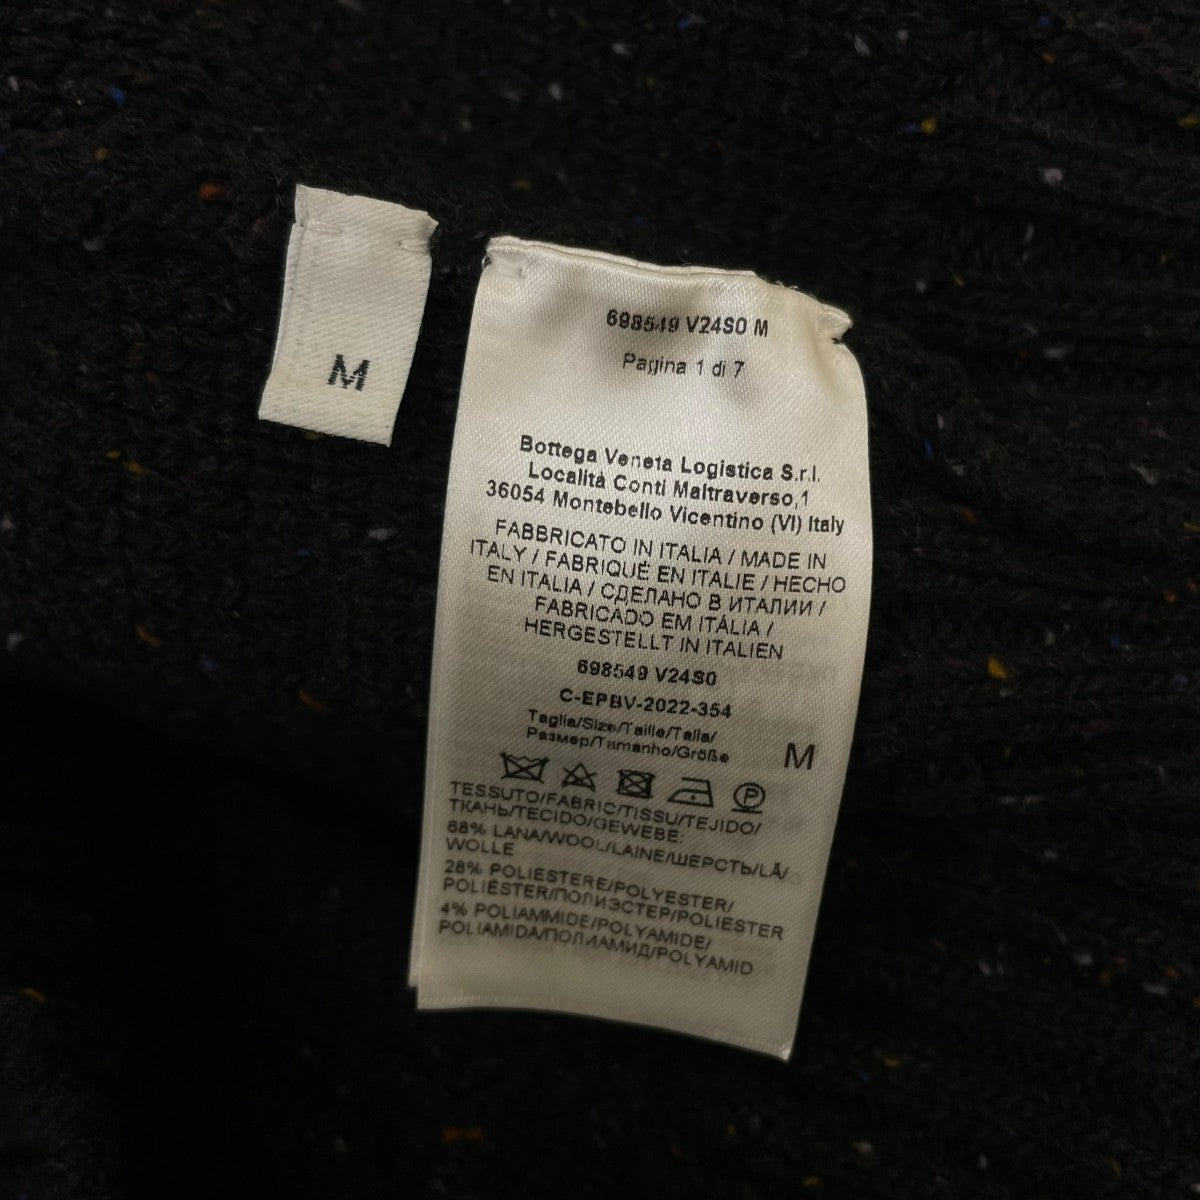 M
698549 V24S0 M
Pagina 1 di 7
Bottega Veneta Logistica S.r.l.
Località Conti Maltraverso,1
36054 Montebello Vicentino (VI) Italy
FABBRICATO IN ITALIA / MADE IN
ITALY / FABRIQUÉ EN ITALIE / HECHO
EN ITALIA / СДЕЛАНО В ИТАЛИИ /
FABRICADO EM ITÁLIA /
HERGESTELLT IN ITALIEN
698549 V24S0
C-EPBV-2022-354
Taglia/Size/Taille/Talla/
Размер/Tamanho/Größe M
P
TESSUTO/FABRIC/TISSU/TEJIDO/
ТКАНЬ/TECIDO/GEWEBE:
68% LANA/WOOL/LAINE/ШЕРСТЬ/LÃ/
WOLLE
28% POLIESTERE/POLYESTER/
POLIÉSTER/ПОЛИЭСТЕР/POLIESTER
4% POLIAMMIDE/POLYAMIDE/
POLIAMIDA/ПОЛИАМИД/POLYAMID